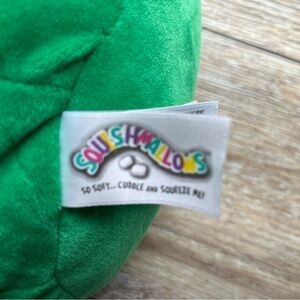 SQUISHMALLOWS
SO SOFT... CUDDLE AND SQUEEZE ME!